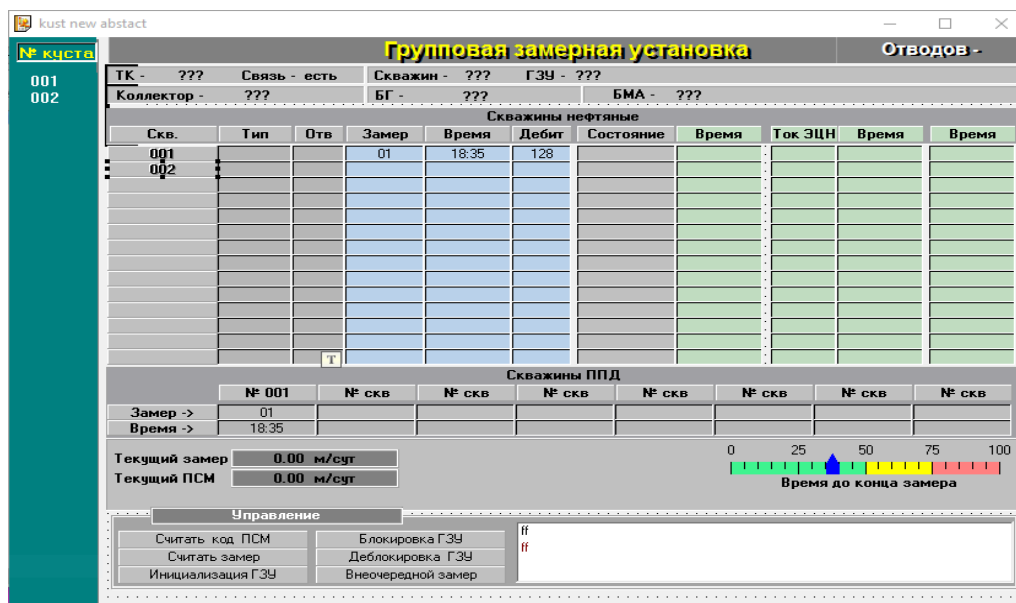 kust new abstact
№ куста
Групповая замерная установка
Отводов -
001
002
ТК - ??? Связь - есть Скважин - ??? ГЗУ - ???
Коллектор - ??? БГ - ??? БМА - ???
Скважины нефтяные
Скв. Тип Отв Замер Время Дебит Состояние Время Ток ЭЦН Время Время
001 01 18:35 128
002
T
Скважины ППД
№ 001 № скв № скв № скв № скв № скв № скв № скв
Замер -> 01
Время -> 18:35
Текущий замер 0.00 м/сут
Текущий ПСМ 0.00 м/сут
0 25 50 75 100
Время до конца замера
Управление
Считать код ПСМ Блокировка ГЗУ
Считать замер Деблокировка ГЗУ
Инициализация ГЗУ Внеочередной замер
ff
ff